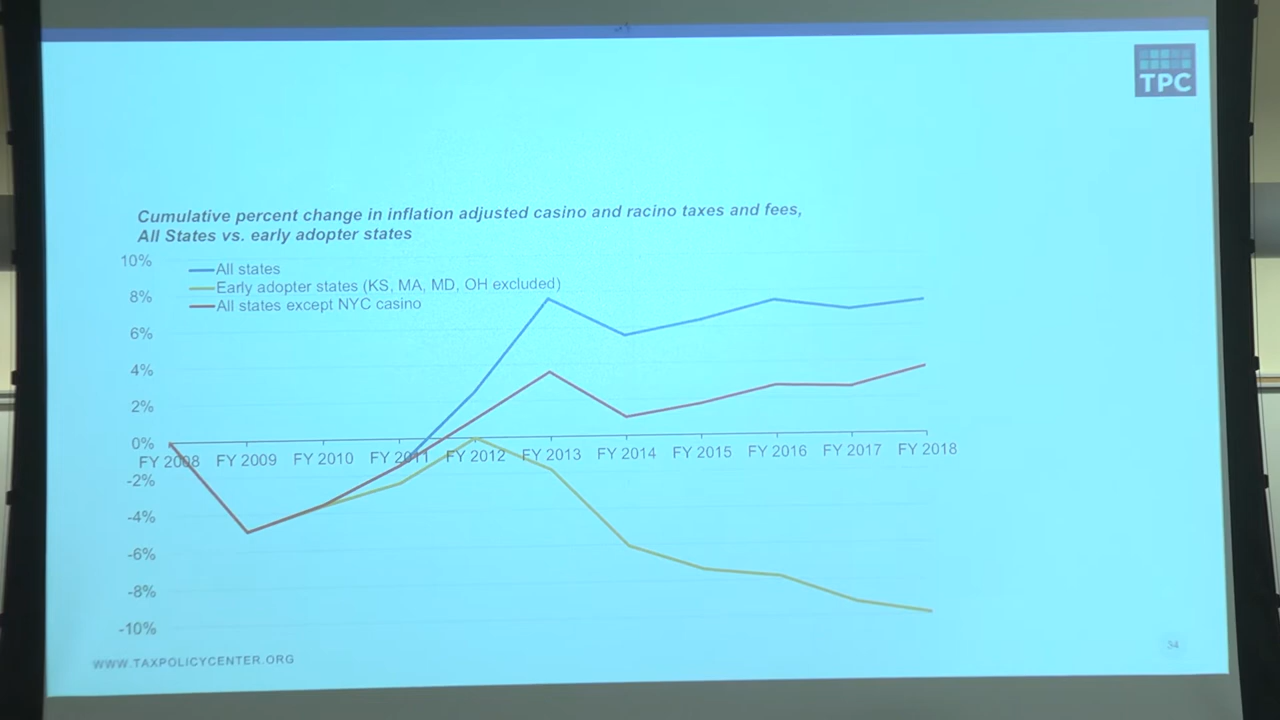 TPC
Cumulative percent change in inflation adjusted casino and racino taxes and fees,
All States vs. early adopter states
10%
All states
Early adopter states (KS, MA, MD, OH excluded)
8%
All states except NYC casino
6%
4%
2%
0%
FY 2008 FY 2009 FY 2010 FY 2011 FY 2012 FY 2013 FY 2014 FY 2015 FY 2016 FY 2017 FY 2018
-2%
-4%
-6%
-8%
-10%
WWW.TAXPOLICYCENTER.ORG
34